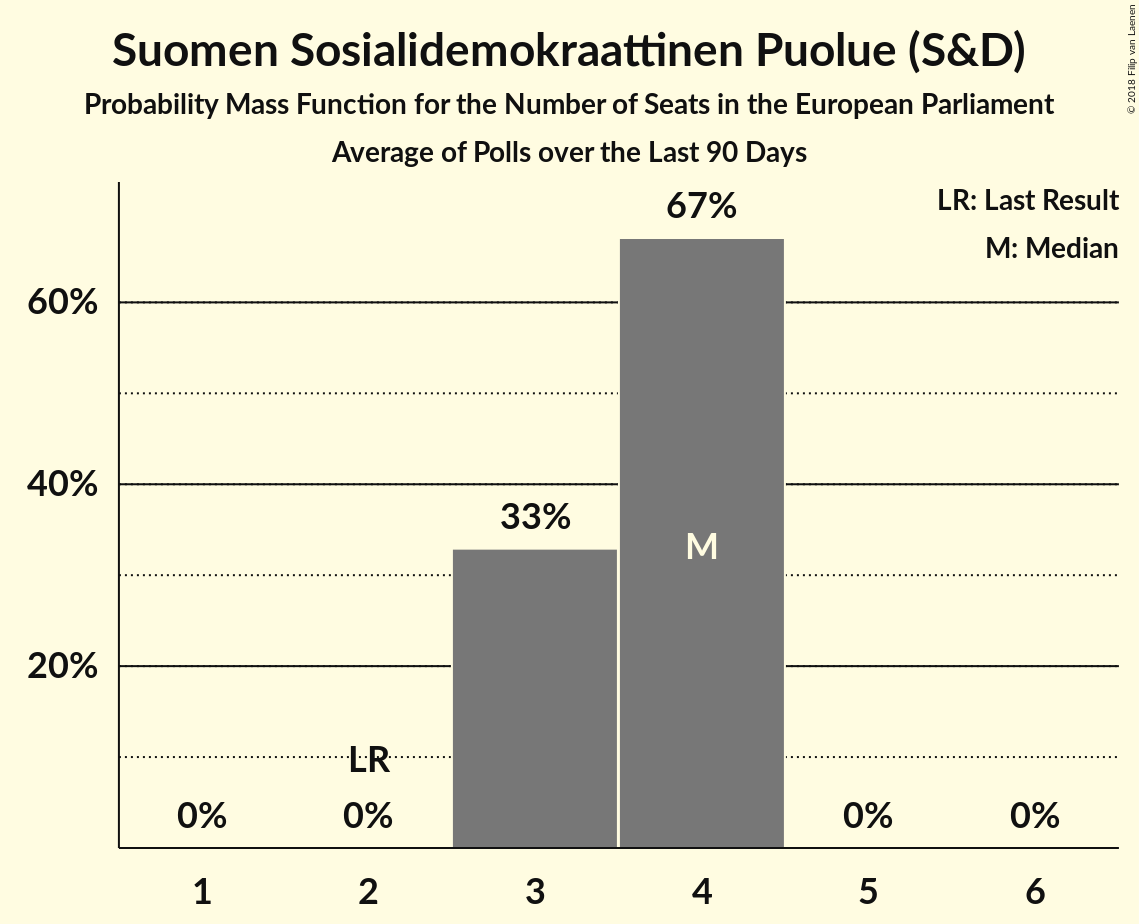 Suomen Sosialidemokraattinen Puolue (S&D)
Probability Mass Function for the Number of Seats in the European Parliament
Average of Polls over the Last 90 Days
© 2018 Filip van Laenen
LR: Last Result
M: Median
67%
60%
40%
33%
M
20%
LR
0%
0%
0%
0%
1
2
3
4
5
6